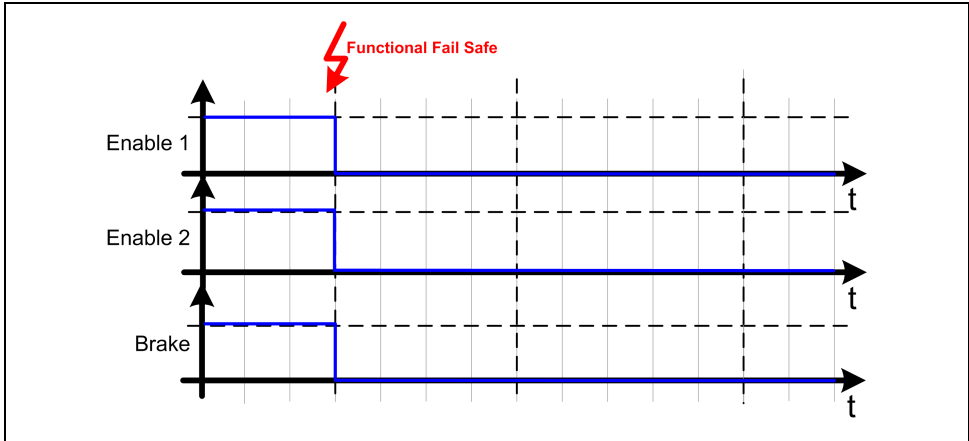 Functional Fail Safe
Enable 1
t
Enable 2
t
Brake
t